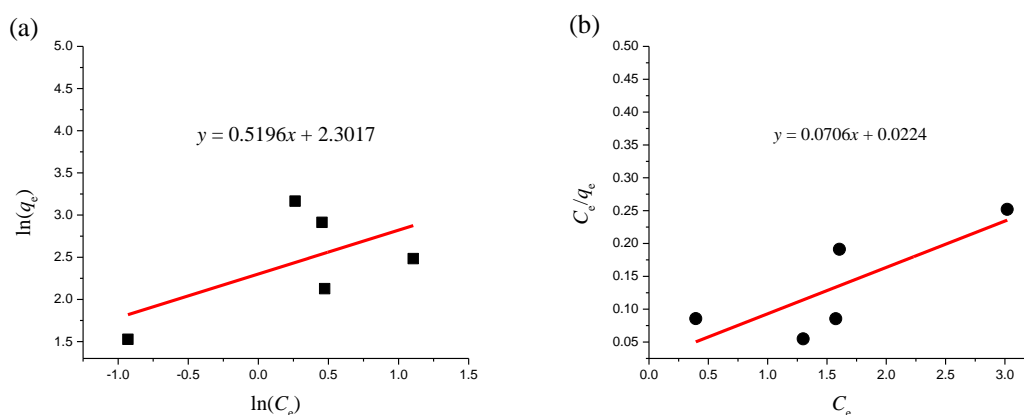 (a)
5.0
4.5
4.0
3.5
3.0
2.5
2.0
1.5
ln(qₑ)
y = 0.5196x + 2.3017
-1.0 -0.5 0.0 0.5 1.0 1.5
ln(Cₑ)
(b)
0.50
0.45
0.40
0.35
0.30
0.25
0.20
0.15
0.10
0.05
Cₑ/qₑ
y = 0.0706x + 0.0224
0.0 0.5 1.0 1.5 2.0 2.5 3.0
Cₑ